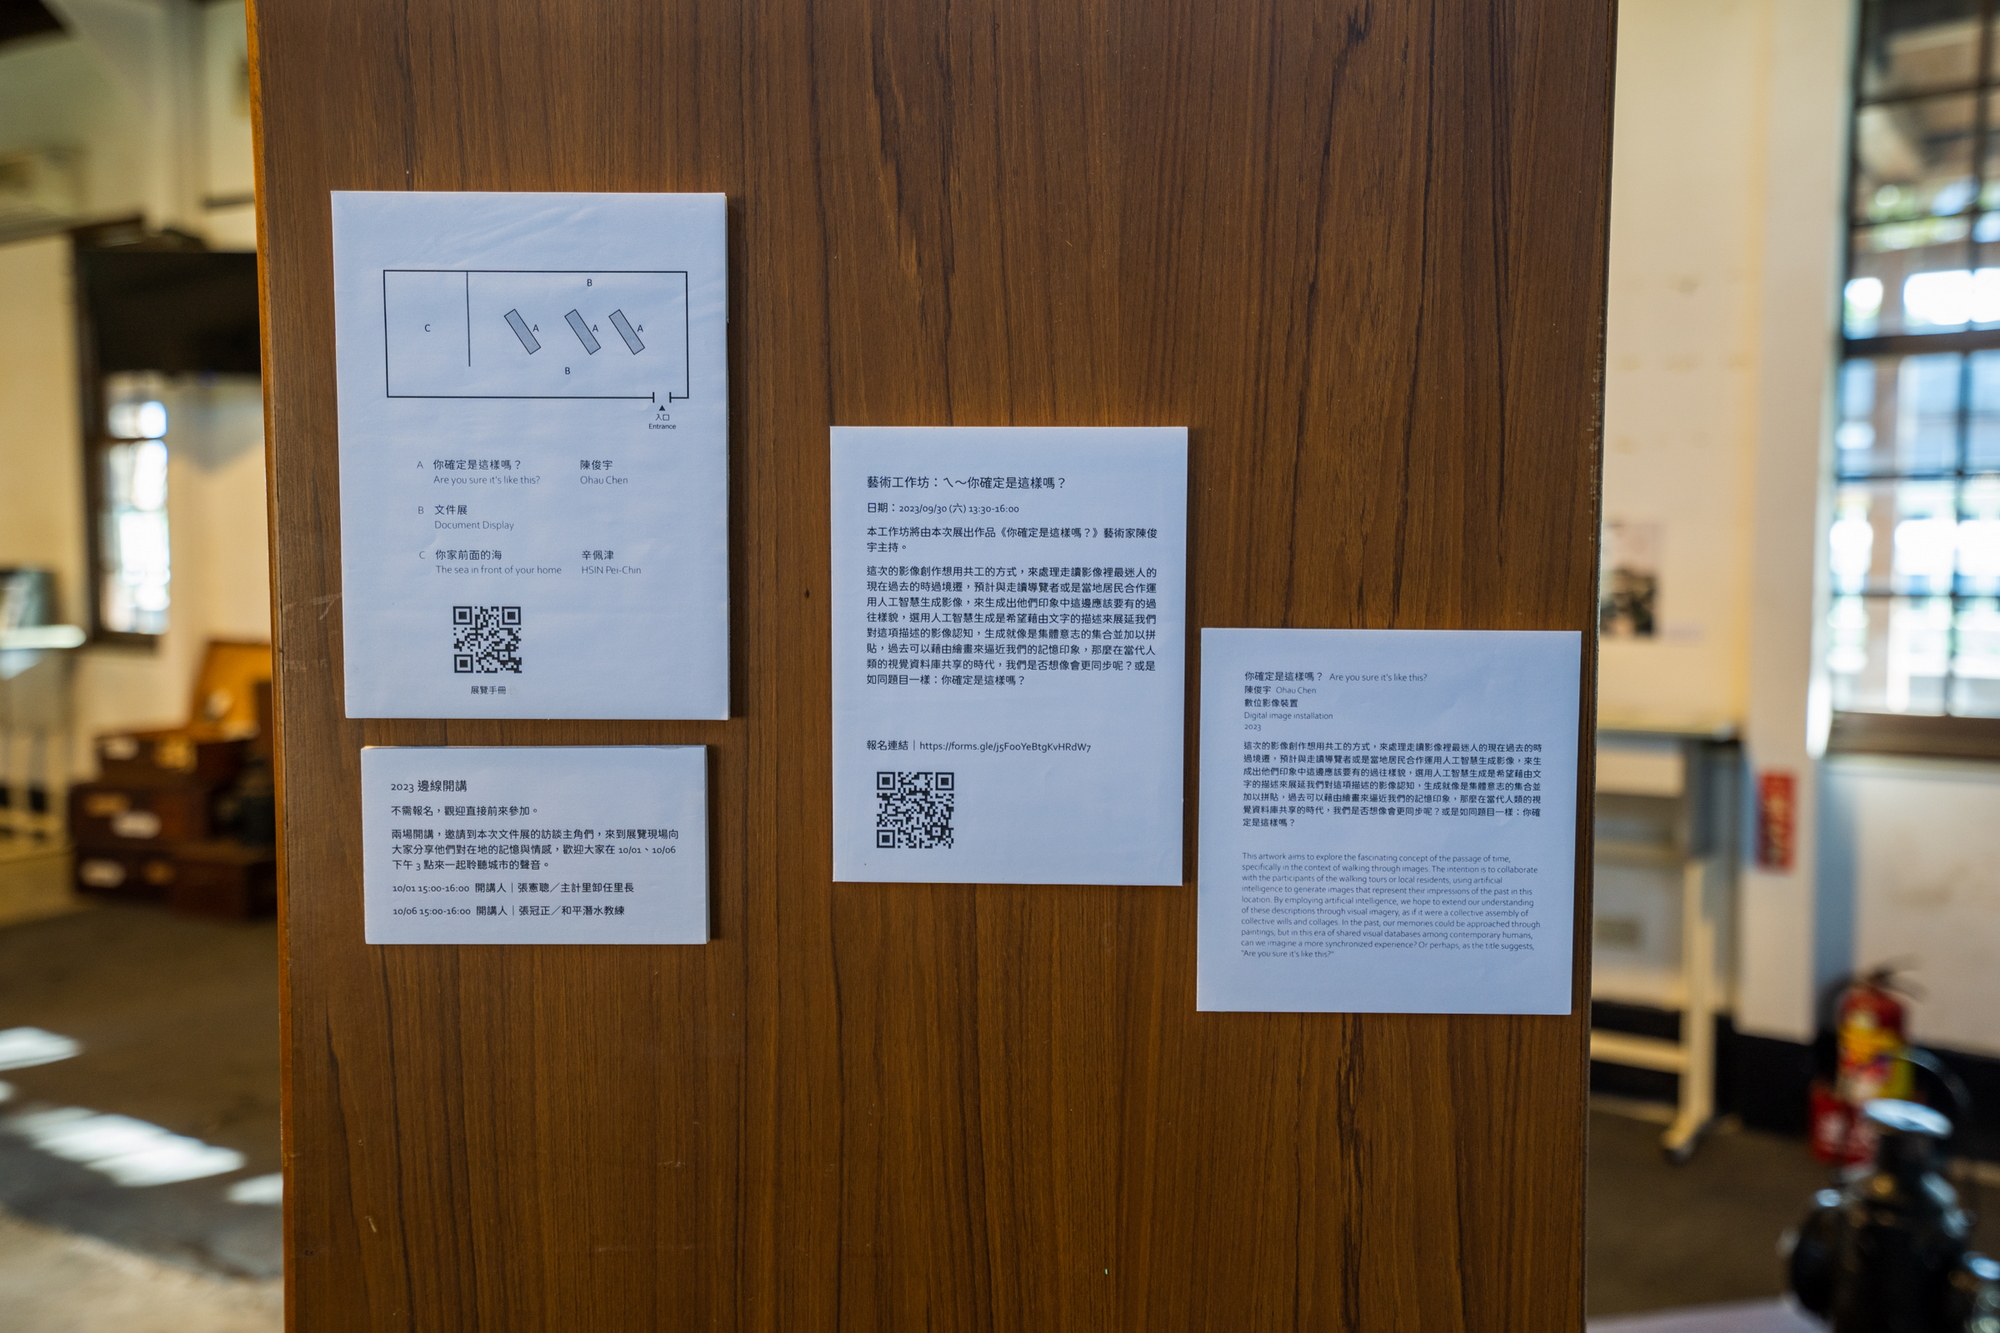 B
C
A
A
A
B
入口
Entrance
A 你確定是這樣嗎？ 陳俊宇
Are you sure it's like this? Ohau Chen
B 文件展
Document Display
C 你家前面的海 辛佩津
The sea in front of your home HSIN Pei-Chin
展覽手冊
2023 邊線開講
不需報名，觀迎直接前來參加。
兩場開講，邀請到本次文件展的訪談主角們，來到展覽現場向
大家分享他們對在地的記憶與情感，歡迎大家在 10/01、10/06
下午 3 點來一起聆聽城市的聲音。
10/01 15:00-16:00 開講人｜張憲聰／主計里卸任里長
10/06 15:00-16:00 開講人｜張冠正／和平潛水教練
藝術工作坊：ㄟ～你確定是這樣嗎？
日期：2023/09/30 (六) 13:30-16:00
本工作坊將由本次展出作品《你確定是這樣嗎？》藝術家陳俊
宇主持。
這次的影像創作想用共工的方式，來處理走讀影像裡最迷人的
現在過去的時過境遷，預計與走讀導覽者或是當地居民合作運
用人工智慧生成影像，來生成出他們印象中這邊應該要有的過
往樣貌，選用人工智慧生成是希望藉由文字的描述來展延我們
對這項描述的影像認知，生成就像是集體意志的集合並加以拼
貼，過去可以藉由繪畫來逼近我們的記憶印象，那麼在當代人
類的視覺資料庫共享的時代，我們是否想像會更同步呢？或是
如同題目一樣：你確定是這樣嗎？
報名連結｜https://forms.gle/j5FooYeBtgKvHRdW7
你確定是這樣嗎？ Are you sure it's like this?
陳俊宇 Ohau Chen
數位影像裝置
Digital image installation
2023
這次的影像創作想用共工的方式，來處理走讀影像裡最迷人的現在過去的時
過境遷，預計與走讀導覽者或是當地居民合作運用人工智慧生成影像，來生
成出他們印象中這邊應該要有的過往樣貌，選用人工智慧生成是希望藉由文
字的描述來展延我們對這項描述的影像認知，生成就像是集體意志的集合並
加以拼貼，過去可以藉由繪畫來逼近我們的記憶印象，那麼在當代人類的視
覺資料庫共享的時代，我們是否想像會更同步呢？或是如同題目一樣：你確
定是這樣嗎？
This artwork aims to explore the fascinating concept of the passage of time,
specifically in the context of walking through images. The intention is to collaborate
with the participants of the walking tours or local residents, using artificial
intelligence to generate images that represent their impressions of the past in this
location. By employing artificial intelligence, we hope to extend our understanding
of these descriptions through visual imagery, as if it were a collective assembly of
collective wills and collages. In the past, our memories could be approached through
paintings, but in this era of shared visual databases among contemporary humans,
can we imagine a more synchronized experience? Or perhaps, as the title suggests,
"Are you sure it's like this?"